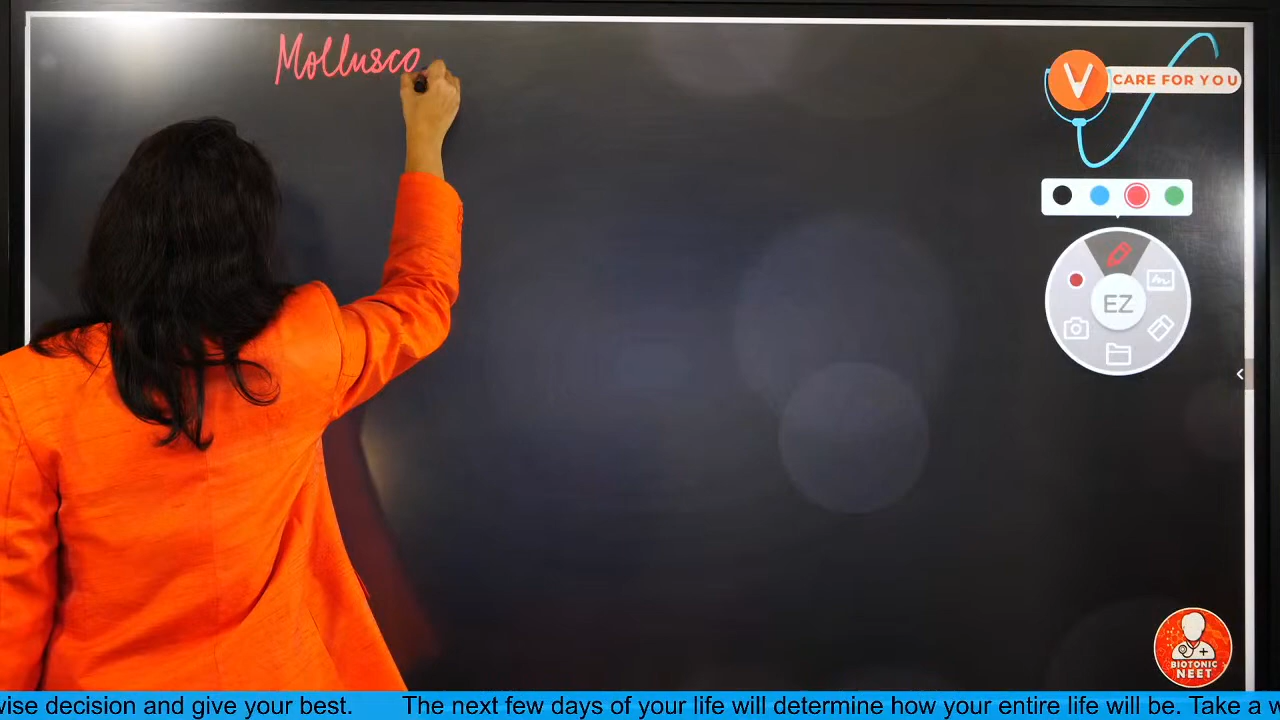 Mollusco
V CARE FOR YOU
EZ
BIOTONIC
NEET
wise decision and give your best. The next few days of your life will determine how your entire life will be. Take a w